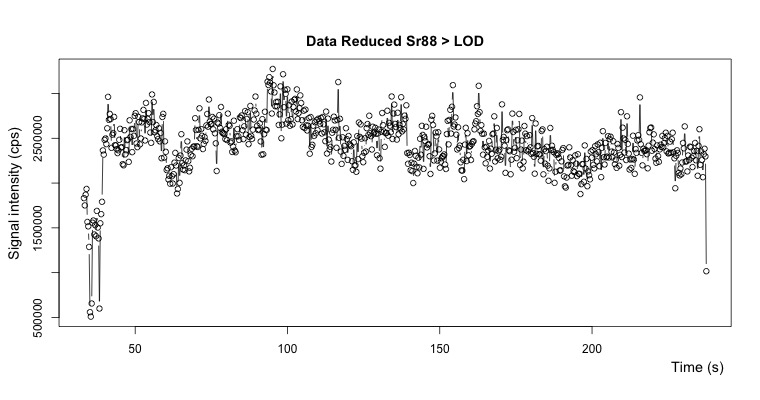 Data Reduced Sr88 > LOD
Signal intensity (cps)
2500000
1500000
500000
50
100
150
200
Time (s)